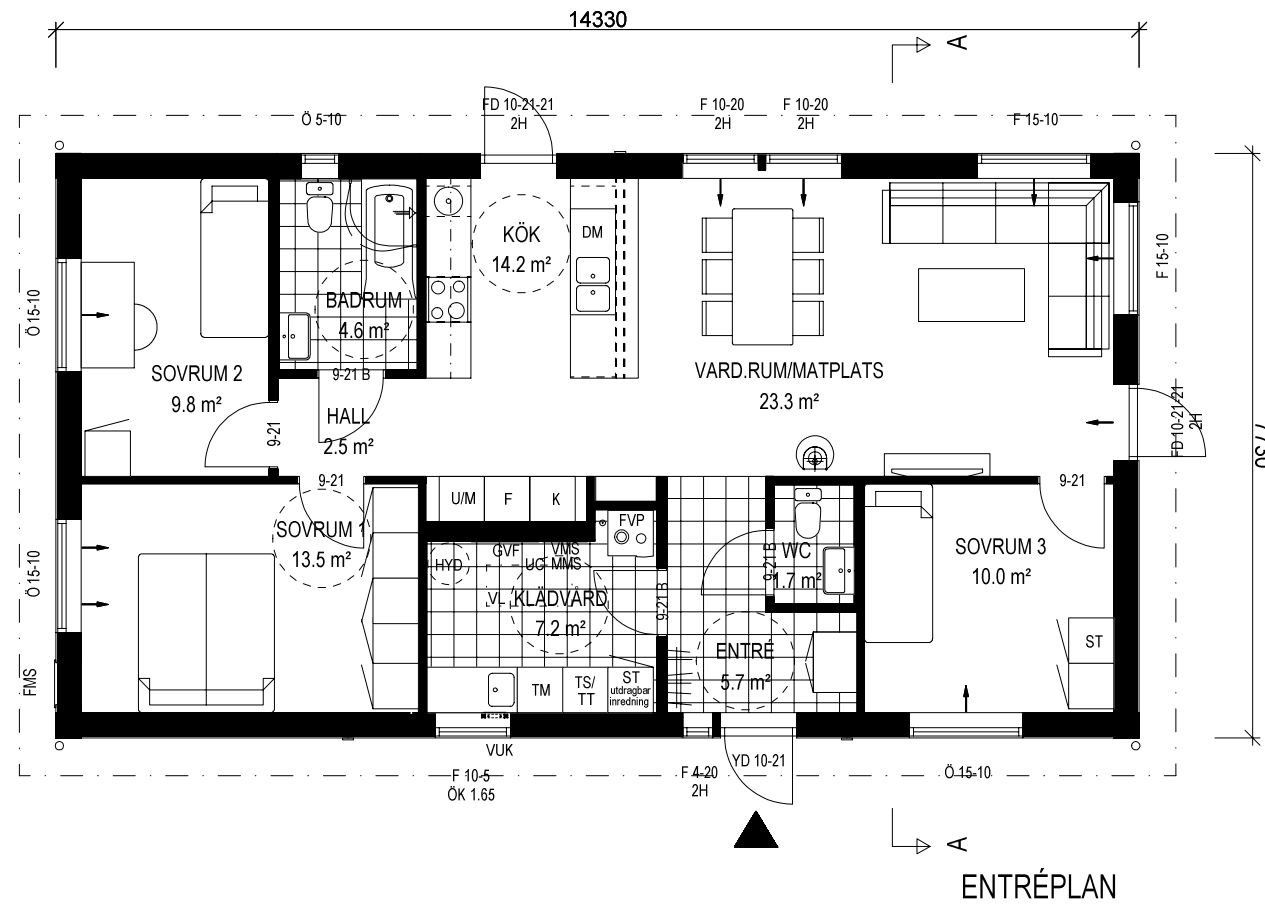 14330
A
FD 10-21-21
2H
F 10-20
2H
F 10-20
2H
F 15-10
Ö 5-10
KÖK
14.2 m²
DM
F 15-10
Ö 15-10
BADRUM
4.6 m²
9-21 B
SOVRUM 2
9.8 m²
VARD.RUM/MATPLATS
23.3 m²
HALL
2.5 m²
9-21
FD 10-21-21
2H
9-21
9-21
U/M
F
K
SOVRUM 1
13.5 m²
FVP
HYD
GVF
UC
VMS
MMS
VL
KLÄDVÅRD
7.2 m²
9-21 B
9-21 B
WC
1.7 m²
SOVRUM 3
10.0 m²
Ö 15-10
ENTRÉ
5.7 m²
ST
FMS
TM
TS/
TT
ST
utdragbar
inredning
VUK
F 10-5
ÖK 1.65
F 4-20
2H
YD 10-21
Ö 15-10
A
ENTRÉPLAN